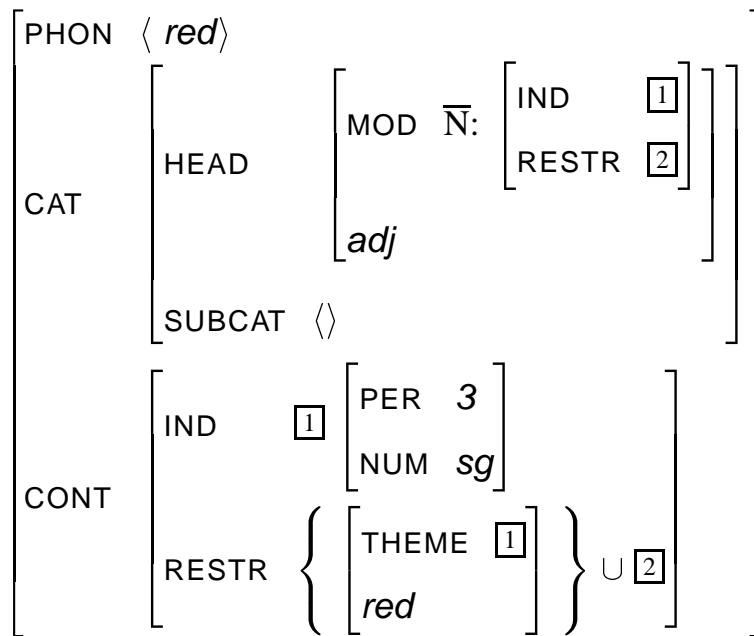 PHON ⟨ red⟩
MOD N̅: IND 1
RESTR 2
HEAD
adj
CAT
SUBCAT ⟨⟩
IND 1 PER 3
NUM sg
CONT
RESTR { THEME 1
red } ∪ 2